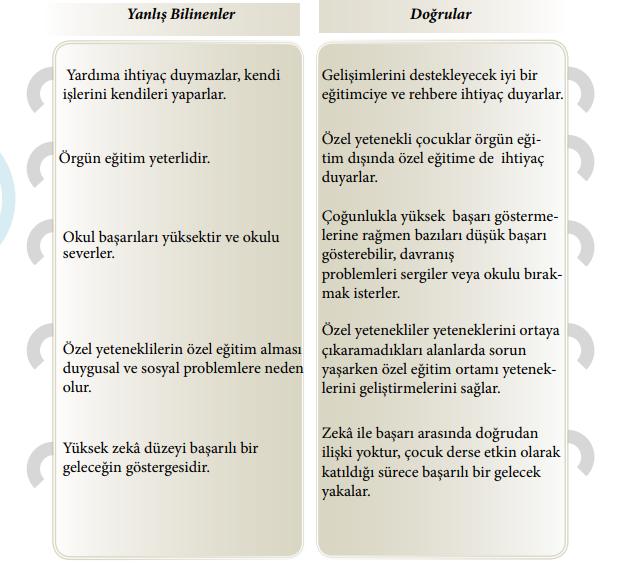 Yanlış Bilinenler
Doğrular
Yardıma ihtiyaç duymazlar, kendi
işlerini kendileri yaparlar.
Gelişimlerini destekleyecek iyi bir
eğitimciye ve rehbere ihtiyaç duyarlar.
Örgün eğitim yeterlidir.
Özel yetenekli çocuklar örgün eği-
tim dışında özel eğitime de ihtiyaç
duyarlar.
Okul başarıları yüksektir ve okulu
severler.
Çoğunlukla yüksek başarı gösterme-
lerine rağmen bazıları düşük başarı
gösterebilir, davranış
problemleri sergiler veya okulu bırak-
mak isterler.
Özel yeteneklilerin özel eğitim alması
duygusal ve sosyal problemlere neden
olur.
Özel yetenekliler yeteneklerini ortaya
çıkaramadıkları alanlarda sorun
yaşarken özel eğitim ortamı yetenek-
lerini geliştirmelerini sağlar.
Yüksek zekâ düzeyi başarılı bir
geleceğin göstergesidir.
Zekâ ile başarı arasında doğrudan
ilişki yoktur, çocuk derse etkin olarak
katıldığı sürece başarılı bir gelecek
yakalar.